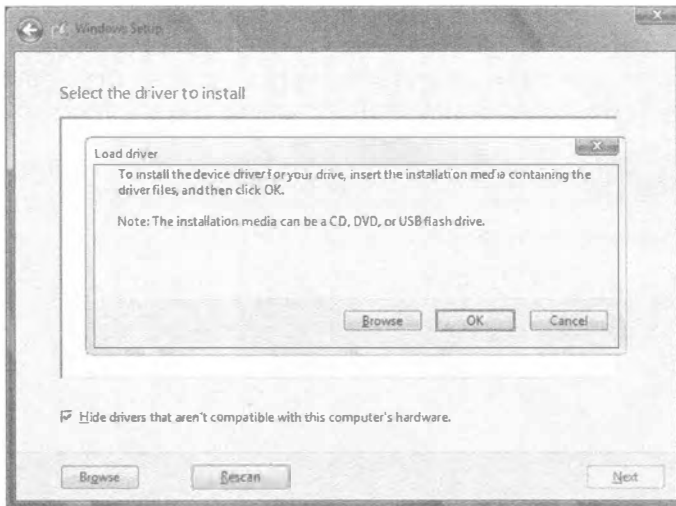 Windows Setup
Select the driver to install
Load driver
To install the device driver for your drive, insert the installation media containing the
driver files, and then click OK.
Note: The installation media can be a CD, DVD, or USB flash drive.
Browse
OK
Cancel
Hide drivers that aren't compatible with this computer's hardware.
Browse
Rescan
Next